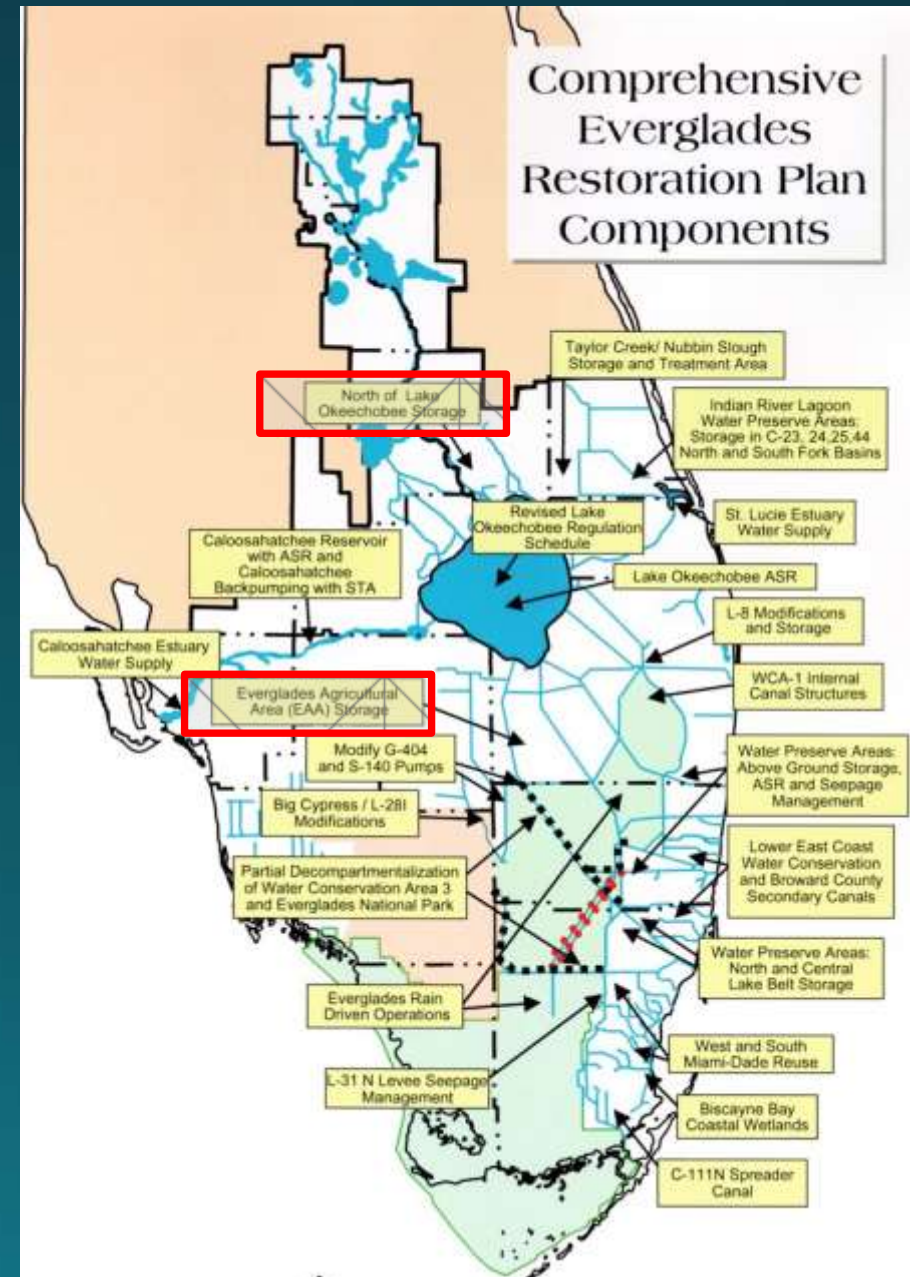 Comprehensive
Everglades
Restoration Plan
Components
Taylor Creek/ Nubbin Slough
Storage and Treatment Area
North of Lake
Okeechobee Storage
Indian River Lagoon
Water Preserve Areas:
Storage in C-23, 24,25,44
North and South Fork Basins
Revised Lake
Okeechobee Regulation
Schedule
St. Lucie Estuary
Water Supply
Caloosahatchee Reservoir
with ASR and
Caloosahatchee
Backpumping with STA
Lake Okeechobee ASR
L-8 Modifications
and Storage
Caloosahatchee Estuary
Water Supply
WCA-1 Internal
Canal Structures
Everglades Agricultural
Area (EAA) Storage
Modify G-404
and S-140 Pumps
Water Preserve Areas:
Above Ground Storage,
ASR and Seepage
Management
Big Cypress / L-28I
Modifications
Lower East Coast
Water Conservation
and Broward County
Secondary Canals
Partial Decompartmentalization
of Water Conservation Area 3
and Everglades National Park
Water Preserve Areas:
North and Central
Lake Belt Storage
Everglades Rain
Driven Operations
West and South
Miami-Dade Reuse
L-31 N Levee Seepage
Management
Biscayne Bay
Coastal Wetlands
C-111N Spreader
Canal